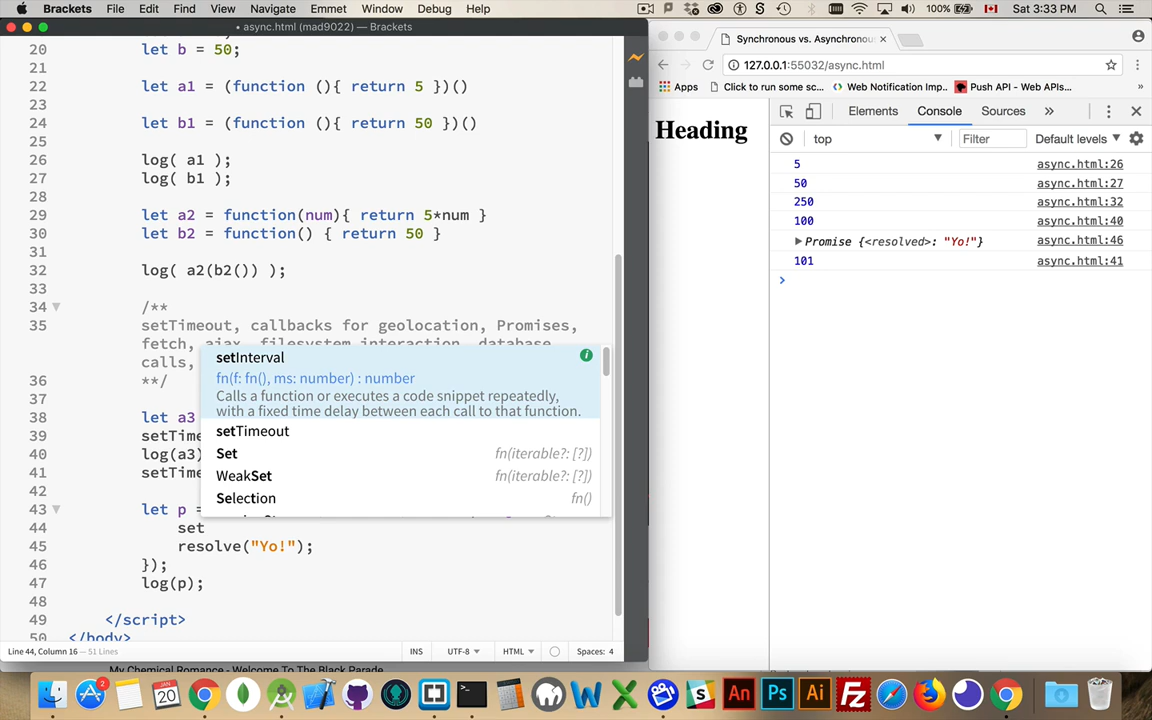 Brackets File Edit Find View Navigate Emmet Window Debug Help 100% Sat 3:33 PM
• async.html (mad9022) — Brackets
20 let b = 50;
21
22 let a1 = (function (){ return 5 })()
23
24 let b1 = (function (){ return 50 })()
25
26 log( a1 );
27 log( b1 );
28
29 let a2 = function(num){ return 5*num }
30 let b2 = function() { return 50 }
31
32 log( a2(b2()) );
33
34 /**
35 setTimeout, callbacks for geolocation, Promises,
fetch, ajax, filesystem interaction, database
calls,
36 **/
37
38 let a3
39 setTime
40 log(a3)
41 setTime
42
43 let p =
44 set
45 resolve("Yo!");
46 });
47 log(p);
48
49 </script>
50 </body>
setInterval
fn(f: fn(), ms: number) : number
Calls a function or executes a code snippet repeatedly,
with a fixed time delay between each call to that function.
setTimeout
Set fn(iterable?: [?])
WeakSet fn(iterable?: [?])
Selection fn()
Line 44, Column 16 — 51 Lines INS UTF-8 HTML Spaces: 4
My Chemical Romance - Welcome To The Black Parade
Synchronous vs. Asynchronou
127.0.0.1:55032/async.html
Apps Click to run some sc... Web Notification Imp.. Push API - Web APIs...
Heading
Elements Console Sources
top Filter Default levels
5 async.html:26
50 async.html:27
250 async.html:32
100 async.html:40
Promise {<resolved>: "Yo!"} async.html:46
101 async.html:41
2
JAN
20
An Ps Ai Fz